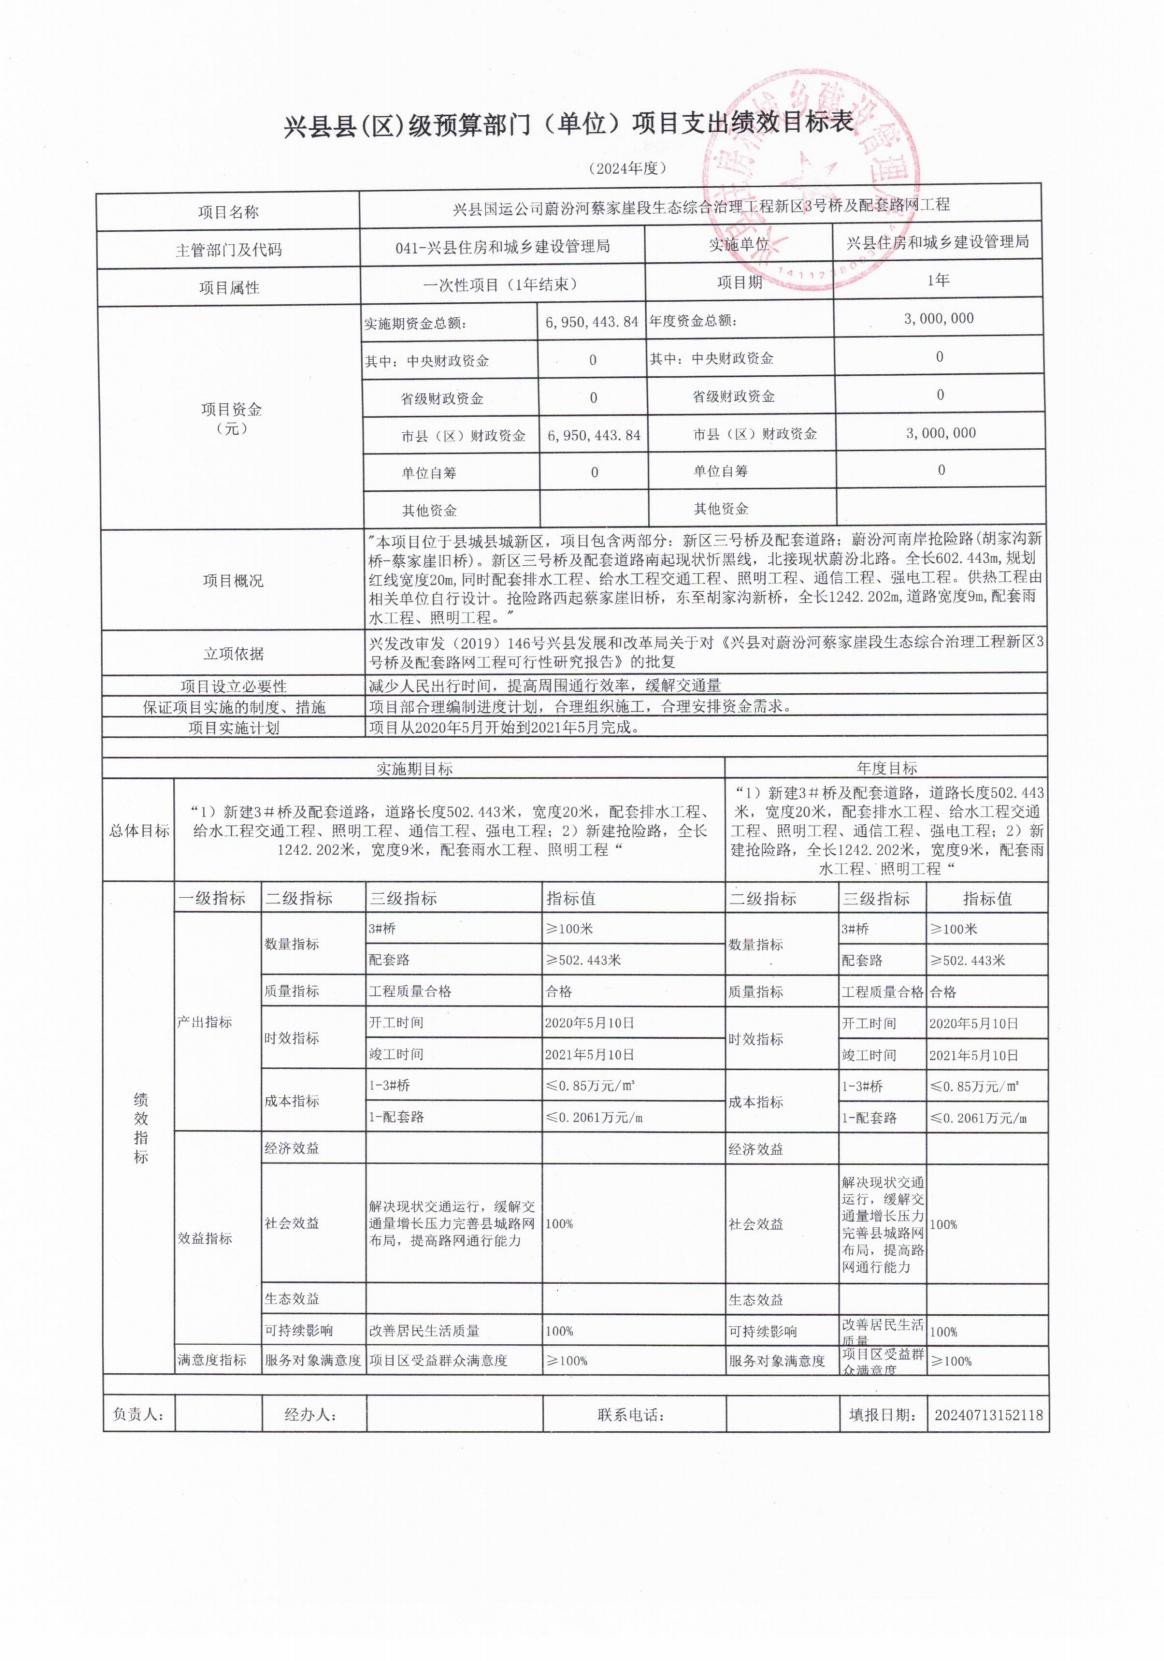 兴县县(区)级预算部门（单位）项目支出绩效目标表
（2024年度）
项目名称 兴县国运公司蔚汾河蔡家崖段生态综合治理工程新区3号桥及配套路网工程
主管部门及代码 041-兴县住房和城乡建设管理局 实施单位 兴县住房和城乡建设管理局
项目属性 一次性项目（1年结束） 项目期 1年
项目资金
（元）
实施期资金总额： 6,950,443.84 年度资金总额： 3,000,000
其中：中央财政资金 0 其中：中央财政资金 0
省级财政资金 0 省级财政资金 0
市县（区）财政资金 6,950,443.84 市县（区）财政资金 3,000,000
单位自筹 0 单位自筹 0
其他资金 其他资金
项目概况
"本项目位于县城县城新区，项目包含两部分：新区三号桥及配套道路；蔚汾河南岸抢险路(胡家沟新
桥-蔡家崖旧桥)。新区三号桥及配套道路南起现状忻黑线，北接现状蔚汾北路。全长602.443m,规划
红线宽度20m,同时配套排水工程、给水工程交通工程、照明工程、通信工程、强电工程。供热工程由
相关单位自行设计。抢险路西起蔡家崖旧桥，东至胡家沟新桥，全长1242.202m,道路宽度9m,配套雨
水工程、照明工程。"
立项依据
兴发改审发（2019）146号兴县发展和改革局关于对《兴县对蔚汾河蔡家崖段生态综合治理工程新区3
号桥及配套路网工程可行性研究报告》的批复
项目设立必要性 减少人民出行时间，提高周围通行效率，缓解交通量
保证项目实施的制度、措施 项目部合理编制进度计划，合理组织施工，合理安排资金需求。
项目实施计划 项目从2020年5月开始到2021年5月完成。
实施期目标 年度目标
总体目标
“1）新建3＃桥及配套道路，道路长度502.443米，宽度20米，配套排水工程、
给水工程交通工程、照明工程、通信工程、强电工程；2）新建抢险路，全长
1242.202米，宽度9米，配套雨水工程、照明工程“
“1）新建3＃桥及配套道路，道路长度502.443
米，宽度20米，配套排水工程、给水工程交通
工程、照明工程、通信工程、强电工程；2）新
建抢险路，全长1242.202米，宽度9米，配套雨
水工程、照明工程“
绩
效
指
标
一级指标 二级指标 三级指标 指标值 二级指标 三级指标 指标值
产出指标
数量指标 3#桥 ≥100米 数量指标 3#桥 ≥100米
配套路 ≥502.443米 配套路 ≥502.443米
质量指标 工程质量合格 合格 质量指标 工程质量合格 合格
时效指标 开工时间 2020年5月10日 时效指标 开工时间 2020年5月10日
竣工时间 2021年5月10日 竣工时间 2021年5月10日
成本指标 1-3#桥 ≤0.85万元/㎡ 成本指标 1-3#桥 ≤0.85万元/㎡
1-配套路 ≤0.2061万元/m 1-配套路 ≤0.2061万元/m
效益指标
经济效益 经济效益
社会效益
解决现状交通运行，缓解交
通量增长压力完善县城路网
布局，提高路网通行能力
100%
社会效益
解决现状交通
运行，缓解交
通量增长压力
完善县城路网
布局，提高路
网通行能力
100%
生态效益 生态效益
可持续影响 改善居民生活质量 100% 可持续影响 改善居民生活
质量
100%
满意度指标 服务对象满意度 项目区受益群众满意度 ≥100% 服务对象满意度 项目区受益群
众满意度
≥100%
负责人： 经办人： 联系电话： 填报日期： 20240713152118